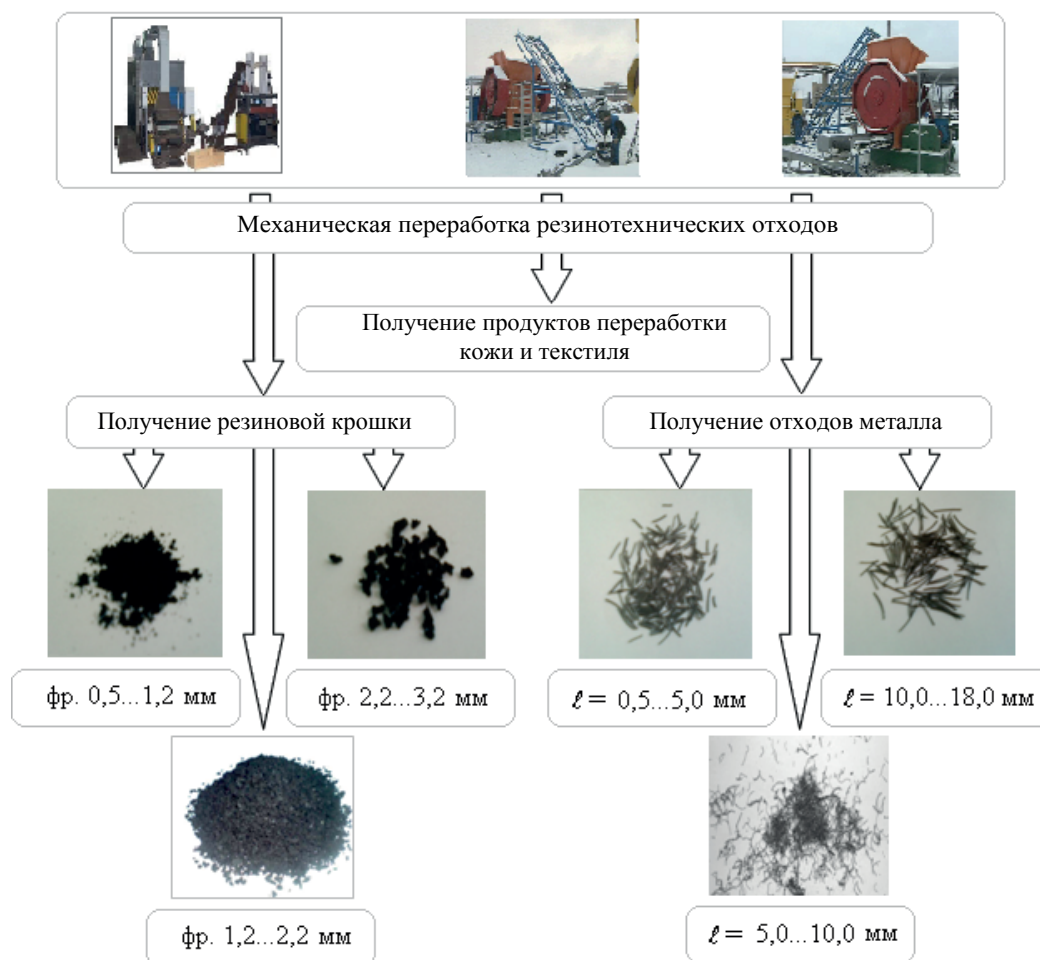 Механическая переработка резинотехнических отходов
Получение продуктов переработки
кожи и текстиля
Получение резиновой крошки
Получение отходов металла
фр. 0,5...1,2 мм
фр. 2,2...3,2 мм
ℓ = 0,5...5,0 мм
ℓ = 10,0...18,0 мм
фр. 1,2...2,2 мм
ℓ = 5,0...10,0 мм